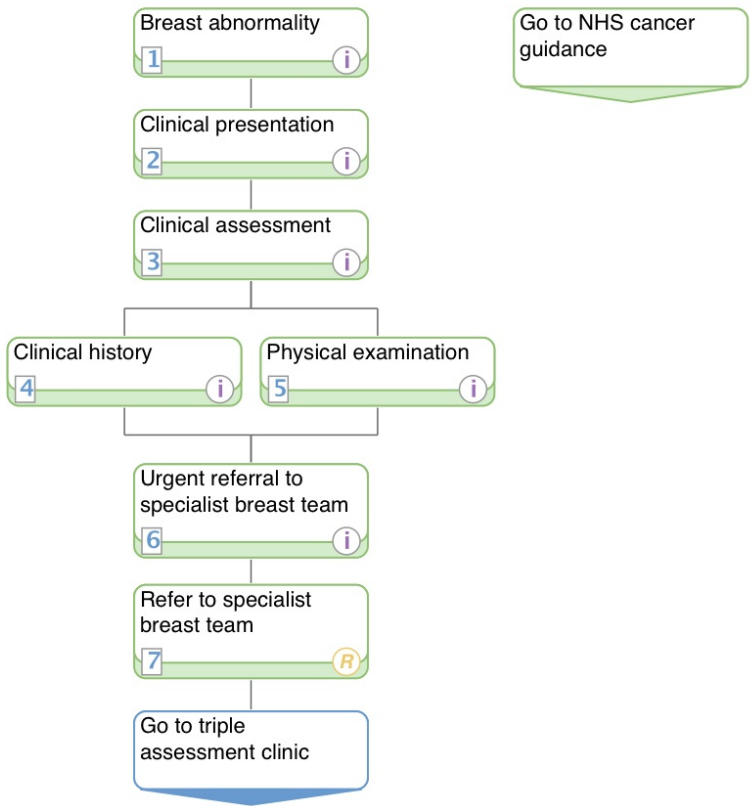 Breast abnormality
1
i
Go to NHS cancer
guidance
Clinical presentation
2
i
Clinical assessment
3
i
Clinical history
4
i
Physical examination
5
i
Urgent referral to
specialist breast team
6
i
Refer to specialist
breast team
7
R
Go to triple
assessment clinic